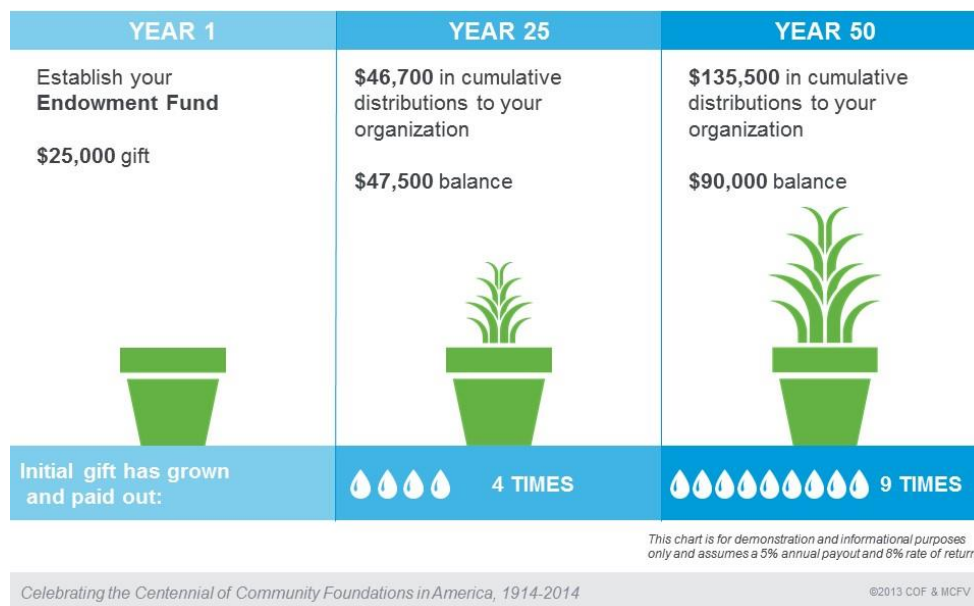 YEAR 1
Establish your
Endowment Fund
$25,000 gift
YEAR 25
$46,700 in cumulative
distributions to your
organization
$47,500 balance
YEAR 50
$135,500 in cumulative
distributions to your
organization
$90,000 balance
Initial gift has grown
and paid out:
4 TIMES
9 TIMES
This chart is for demonstration and informational purposes
only and assumes a 5% annual payout and 8% rate of return
Celebrating the Centennial of Community Foundations in America, 1914-2014
©2013 COF & MCFV